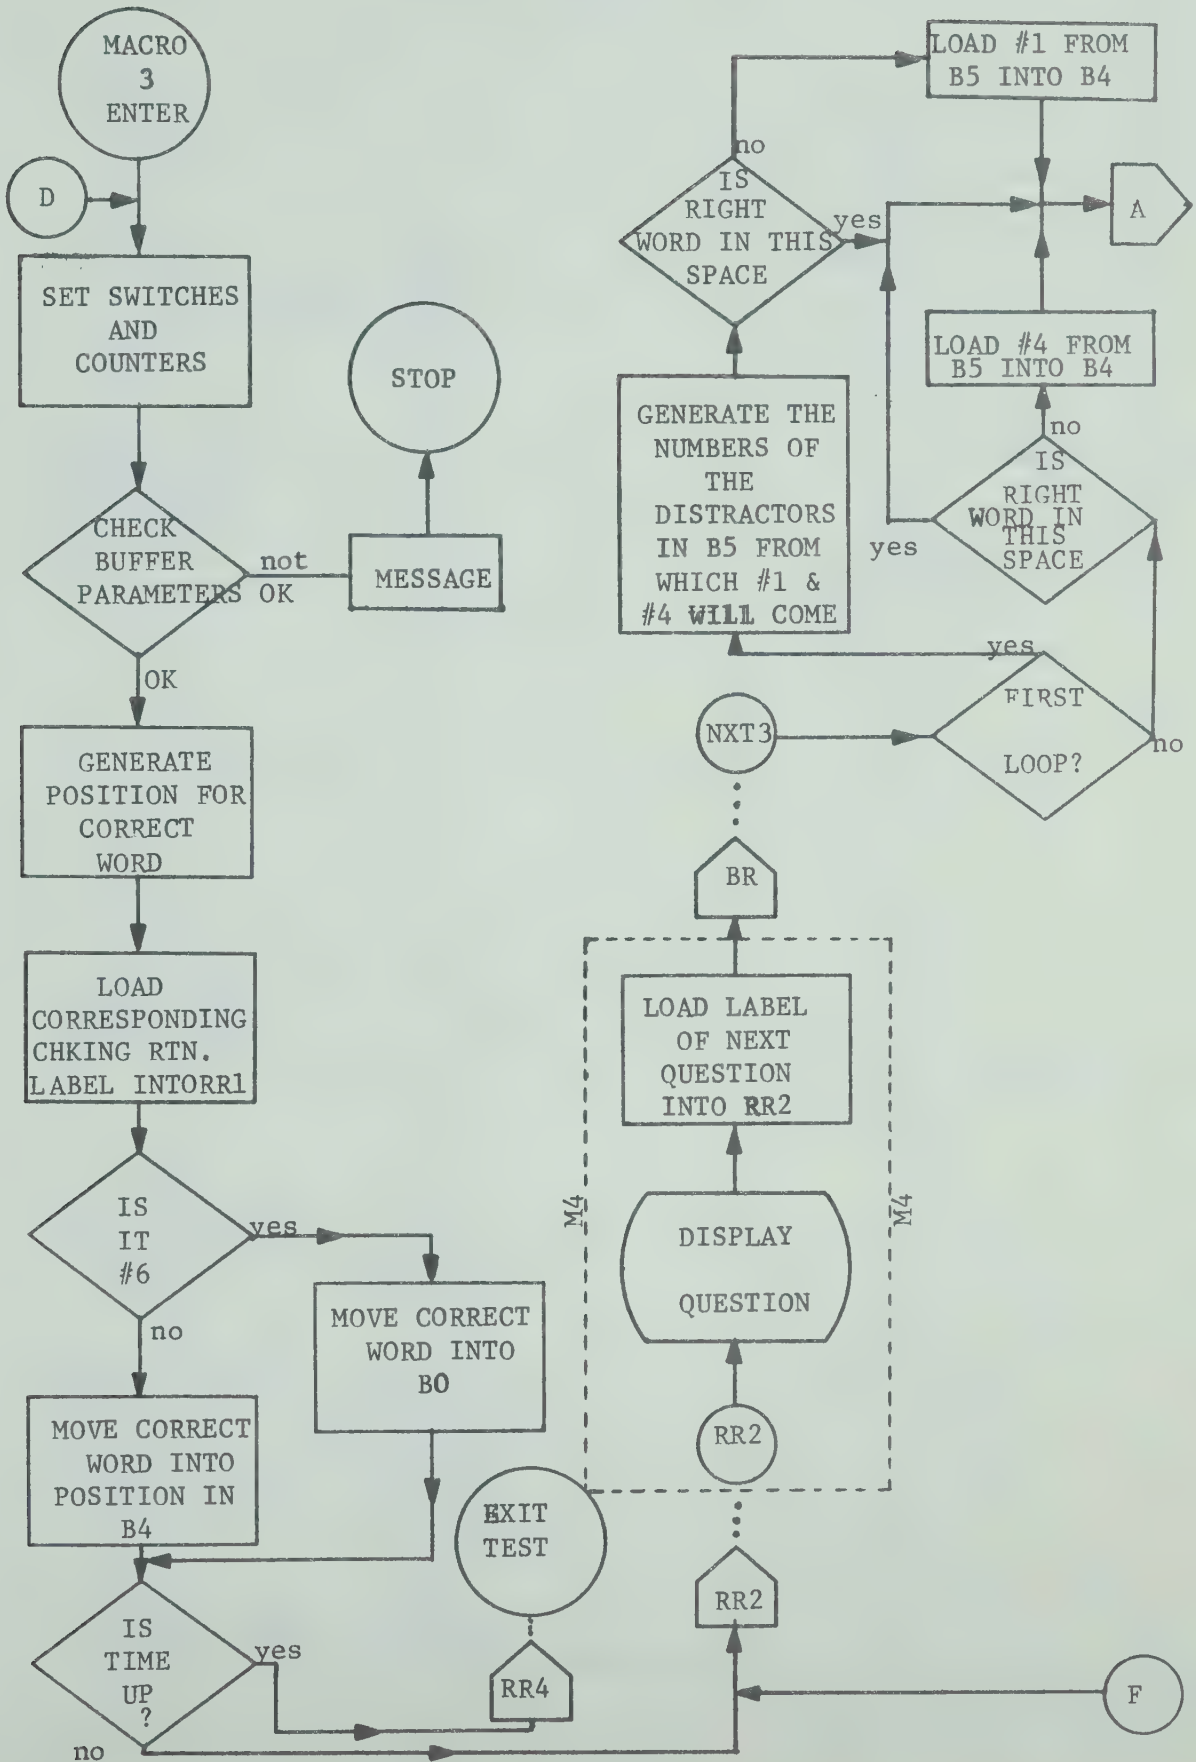 MACRO
3
ENTER
D
SET SWITCHES
AND
COUNTERS
STOP
CHECK
BUFFER
PARAMETERS
not
OK
MESSAGE
OK
GENERATE
POSITION FOR
CORRECT
WORD
LOAD
CORRESPONDING
CHKING RTN.
LABEL INTORR1
IS
IT
#6
yes
no
MOVE CORRECT
WORD INTO
B0
MOVE CORRECT
WORD INTO
POSITION IN
B4
IS
TIME
UP
?
yes
no
EXIT
TEST
RR4
LOAD #1 FROM
B5 INTO B4
no
IS
RIGHT
WORD IN THIS
SPACE
yes
A
LOAD #4 FROM
B5 INTO B4
no
IS
RIGHT
WORD IN
THIS
SPACE
yes
GENERATE THE
NUMBERS OF
THE
DISTRACTORS
IN B5 FROM
WHICH #1 &
#4 WILL COME
yes
FIRST
LOOP?
no
NXT3
BR
LOAD LABEL
OF NEXT
QUESTION
INTO RR2
M4
M4
DISPLAY
QUESTION
RR2
RR2
F